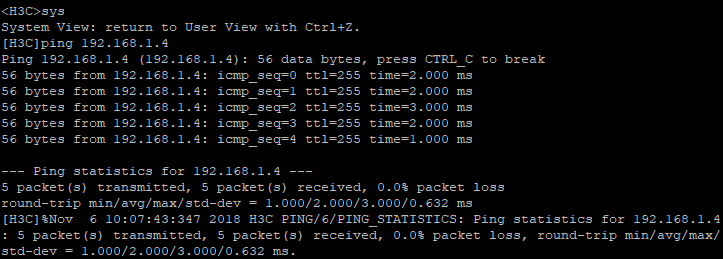 <H3C>sys
System View: return to User View with Ctrl+Z.
[H3C]ping 192.168.1.4
Ping 192.168.1.4 (192.168.1.4): 56 data bytes, press CTRL_C to break
56 bytes from 192.168.1.4: icmp_seq=0 ttl=255 time=2.000 ms
56 bytes from 192.168.1.4: icmp_seq=1 ttl=255 time=2.000 ms
56 bytes from 192.168.1.4: icmp_seq=2 ttl=255 time=3.000 ms
56 bytes from 192.168.1.4: icmp_seq=3 ttl=255 time=2.000 ms
56 bytes from 192.168.1.4: icmp_seq=4 ttl=255 time=1.000 ms

--- Ping statistics for 192.168.1.4 ---
5 packet(s) transmitted, 5 packet(s) received, 0.0% packet loss
round-trip min/avg/max/std-dev = 1.000/2.000/3.000/0.632 ms
[H3C]%Nov  6 10:07:43:347 2018 H3C PING/6/PING_STATISTICS: Ping statistics for 192.168.1.4
: 5 packet(s) transmitted, 5 packet(s) received, 0.0% packet loss, round-trip min/avg/max/
std-dev = 1.000/2.000/3.000/0.632 ms.